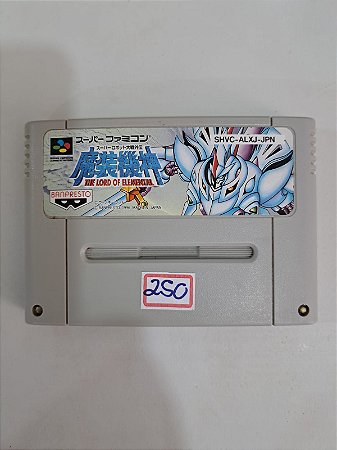 スーパーファミコン
SHVC-ALXJ-JPN
スーパーロボット大戦外伝
魔装機神
THE LORD OF ELEMENTAL
BANPRESTO
250